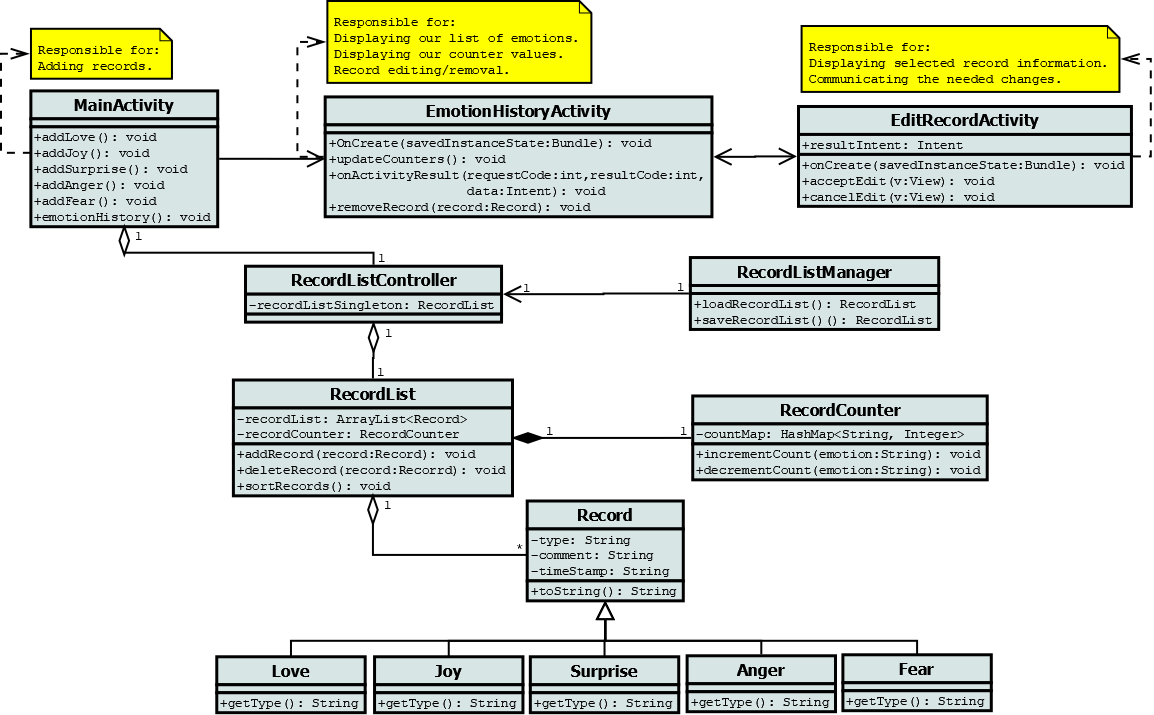 Responsible for:
Adding records.
Responsible for:
Displaying our list of emotions.
Displaying our counter values.
Record editing/removal.
Responsible for:
Displaying selected record information.
Communicating the needed changes.
MainActivity
+addLove(): void
+addJoy(): void
+addSurprise(): void
+addAnger(): void
+addFear(): void
+emotionHistory(): void
EmotionHistoryActivity
+OnCreate(savedInstanceState:Bundle): void
+updateCounters(): void
+onActivityResult(requestCode:int,resultCode:int,
data:Intent): void
+removeRecord(record:Record): void
EditRecordActivity
+resultIntent: Intent
+onCreate(savedInstanceState:Bundle): void
+acceptEdit(v:View): void
+cancelEdit(v:View): void
1
1
RecordListController
-recordListSingleton: RecordList
1
1
RecordListManager
+loadRecordList(): RecordList
+saveRecordList()(): RecordList
1
1
RecordList
-recordList: ArrayList<Record>
-recordCounter: RecordCounter
+addRecord(record:Record): void
+deleteRecord(record:Recorrd): void
+sortRecords(): void
1
1
RecordCounter
-countMap: HashMap<String, Integer>
+incrementCount(emotion:String): void
+decrementCount(emotion:String): void
1
*
Record
-type: String
-comment: String
-timeStamp: String
+toString(): String
Love
+getType(): String
Joy
+getType(): String
Surprise
+getType(): String
Anger
+getType(): String
Fear
+getType(): String